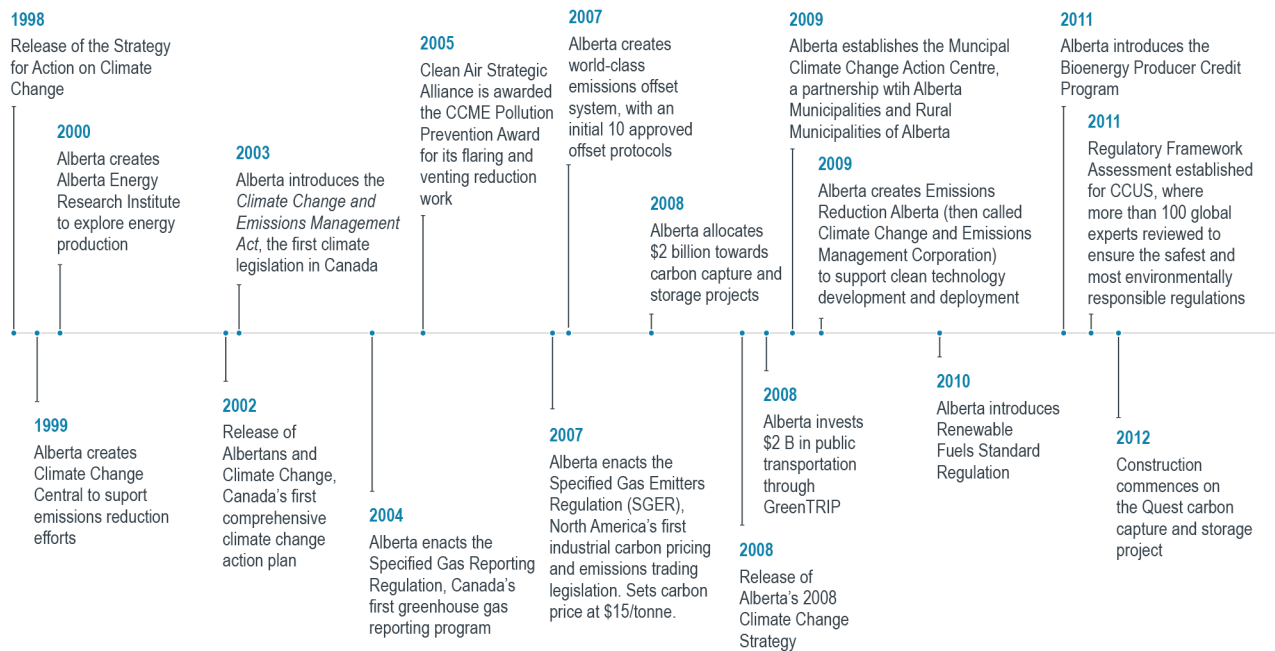 1998
Release of the Strategy
for Action on Climate
Change
1999
Alberta creates
Climate Change
Central to suport
emissions reduction
efforts
2000
Alberta creates
Alberta Energy
Research Institute
to explore energy
production
2002
Release of
Albertans and
Climate Change,
Canada’s first
comprehensive
climate change
action plan
2003
Alberta introduces the
Climate Change and
Emissions Management
Act, the first climate
legislation in Canada
2004
Alberta enacts the
Specified Gas Reporting
Regulation, Canada’s
first greenhouse gas
reporting program
2005
Clean Air Strategic
Alliance is awarded
the CCME Pollution
Prevention Award
for its flaring and
venting reduction
work
2007
Alberta enacts the
Specified Gas Emitters
Regulation (SGER),
North America’s first
industrial carbon pricing
and emissions trading
legislation. Sets carbon
price at $15/tonne.
2007
Alberta creates
world-class
emissions offset
system, with an
initial 10 approved
offset protocols
2008
Alberta allocates
$2 billion towards
carbon capture and
storage projects
2008
Release of
Alberta’s 2008
Climate Change
Strategy
2008
Alberta invests
$2 B in public
transportation
through
GreenTRIP
2009
Alberta establishes the Muncipal
Climate Change Action Centre,
a partnership wtih Alberta
Municipalities and Rural
Municipalities of Alberta
2009
Alberta creates Emissions
Reduction Alberta (then called
Climate Change and Emissions
Management Corporation)
to support clean technology
development and deployment
2010
Alberta introduces
Renewable
Fuels Standard
Regulation
2011
Alberta introduces the
Bioenergy Producer Credit
Program
2011
Regulatory Framework
Assessment established
for CCUS, where
more than 100 global
experts reviewed to
ensure the safest and
most environmentally
responsible regulations
2012
Construction
commences on
the Quest carbon
capture and storage
project